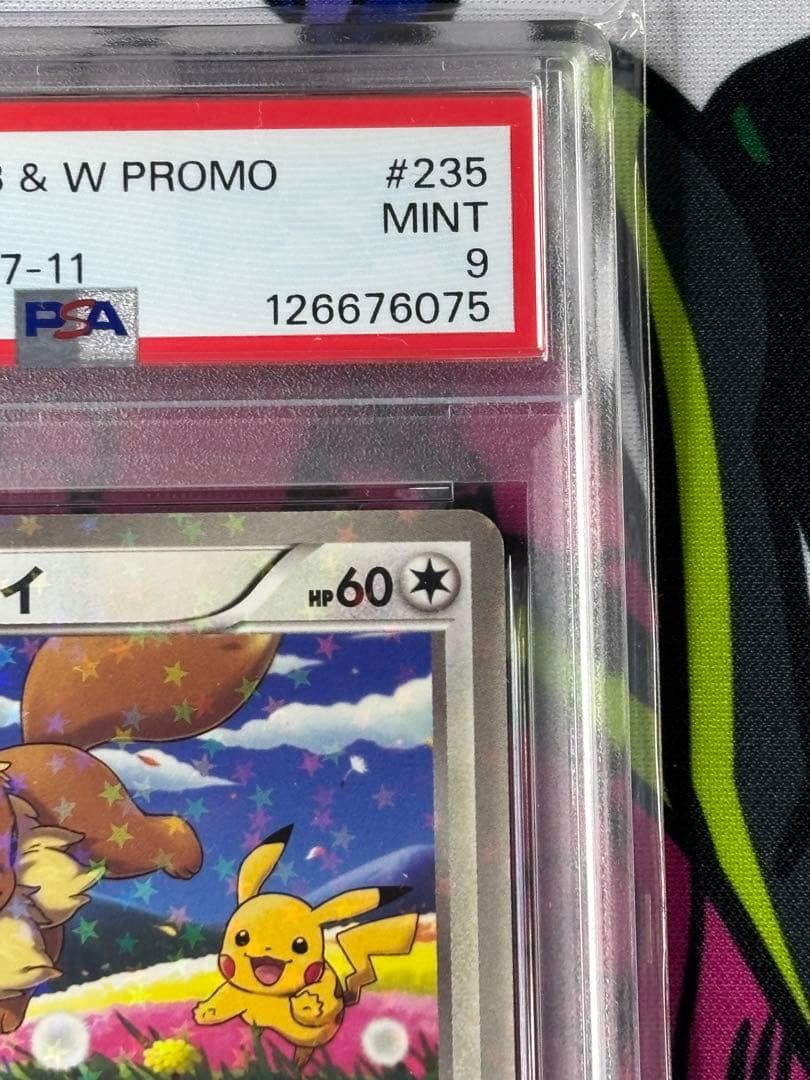 & W PROMO #235
MINT
7-11 9
PSA 126676075
イ HP60